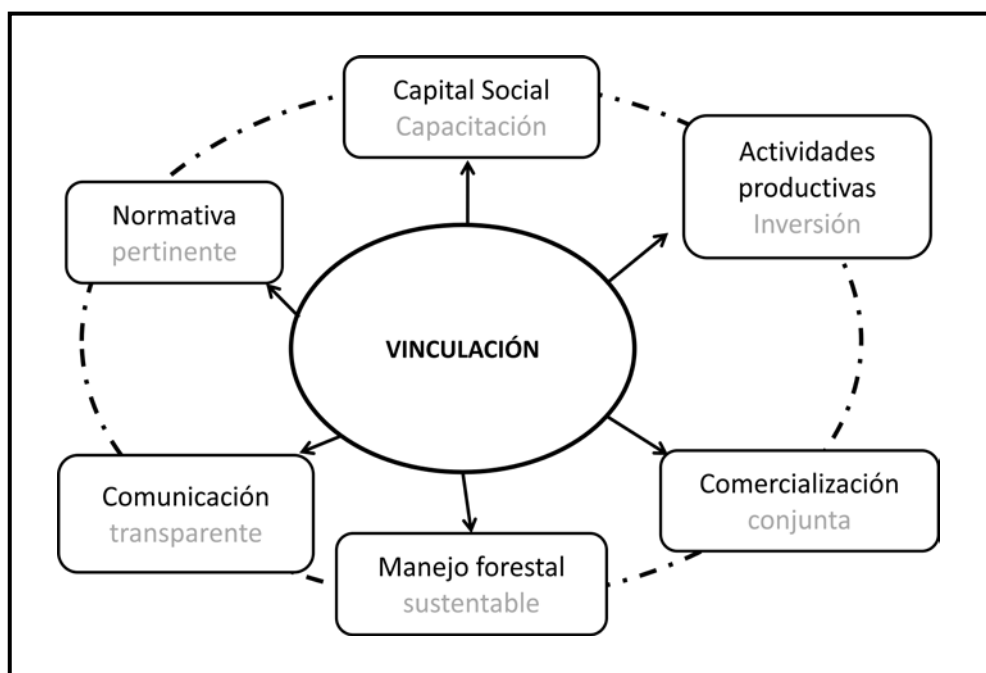 Capital Social
Capacitación
Actividades
productivas
Inversión
Normativa
pertinente
VINCULACIÓN
Comunicación
transparente
Comercialización
conjunta
Manejo forestal
sustentable